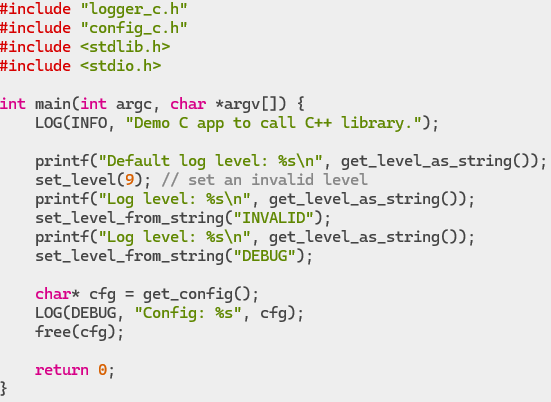 #include "logger_c.h"
#include "config_c.h"
#include <stdlib.h>
#include <stdio.h>

int main(int argc, char *argv[]) {
    LOG(INFO, "Demo C app to call C++ library.");

    printf("Default log level: %s\n", get_level_as_string());
    set_level(9); // set an invalid level
    printf("Log level: %s\n", get_level_as_string());
    set_level_from_string("INVALID");
    printf("Log level: %s\n", get_level_as_string());
    set_level_from_string("DEBUG");

    char* cfg = get_config();
    LOG(DEBUG, "Config: %s", cfg);
    free(cfg);

    return 0;
}